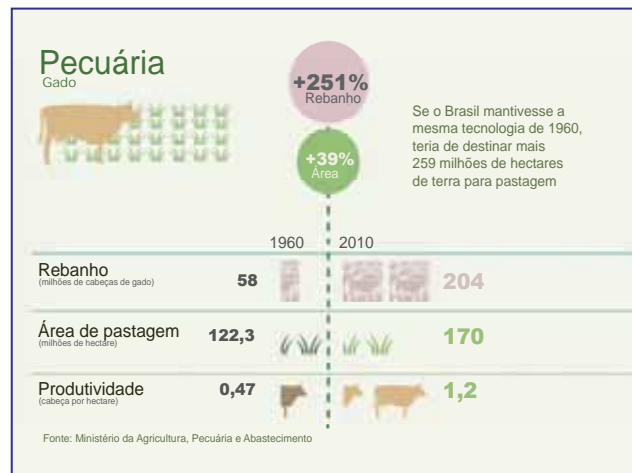 Pecuária
Gado
+251%
Rebanho
+39%
Área
Se o Brasil mantivesse a
mesma tecnologia de 1960,
teria de destinar mais
259 milhões de hectares
de terra para pastagem
1960 2010
Rebanho
(milhões de cabeças de gado)
58 204
Área de pastagem
(milhões de hectare)
122,3 170
Produtividade
(cabeça por hectare)
0,47 1,2
Fonte: Ministério da Agricultura, Pecuária e Abastecimento